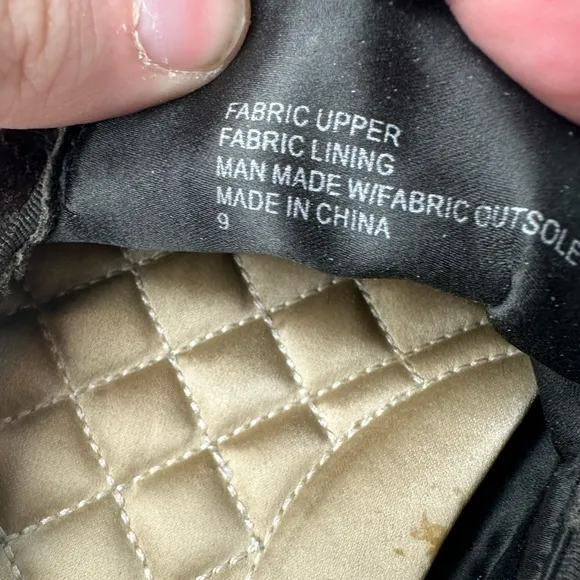 FABRIC UPPER
FABRIC LINING
MAN MADE W/FABRIC OUTSOLE
MADE IN CHINA
9